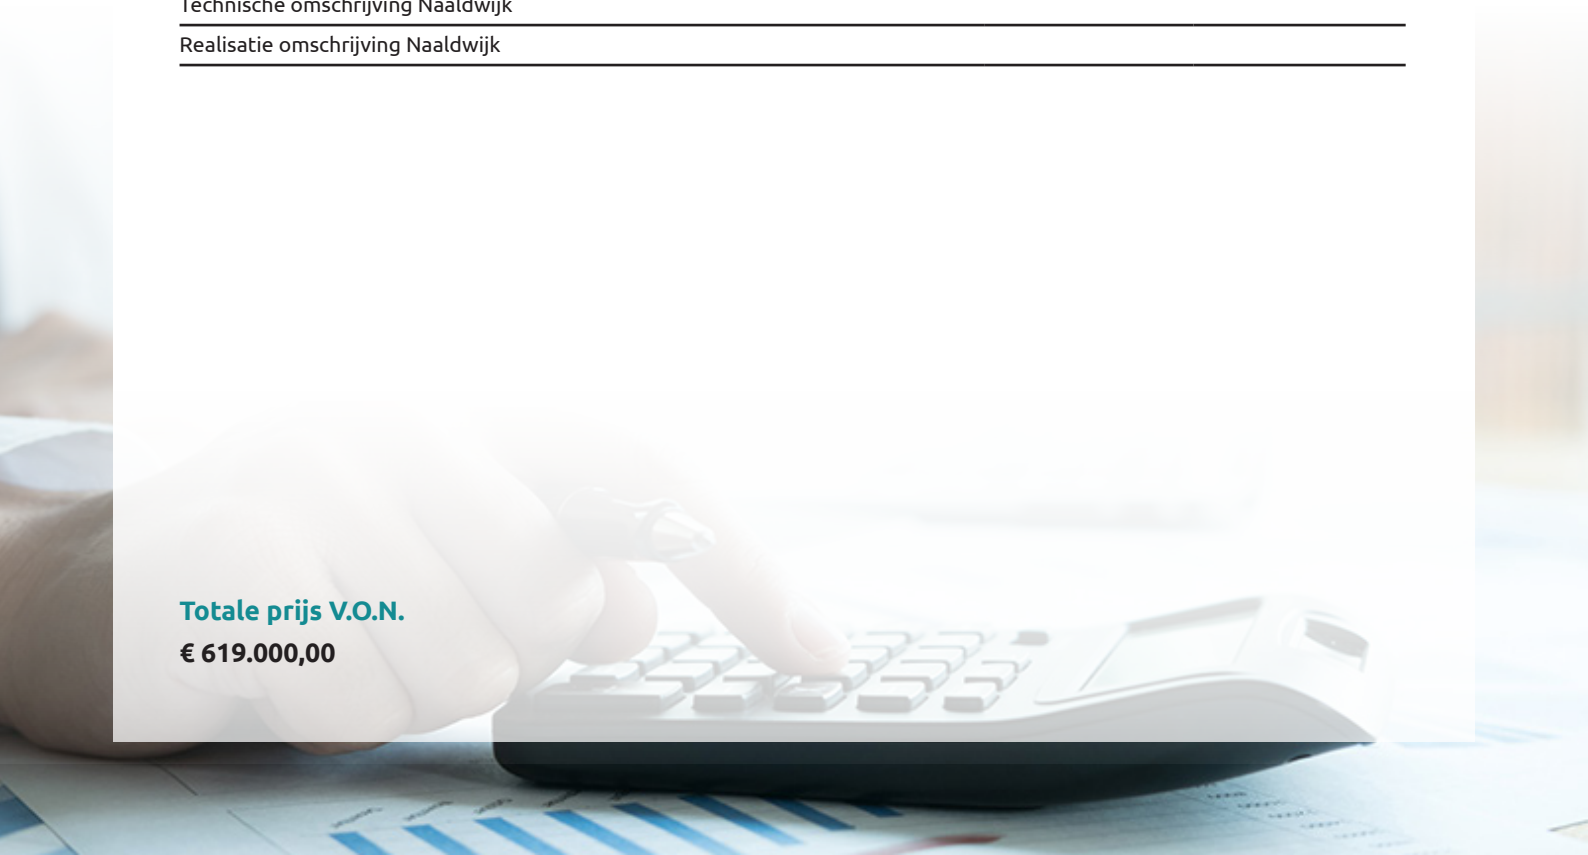 Technische omschrijving Naaldwijk
Realisatie omschrijving Naaldwijk
Totale prijs V.O.N.
€ 619.000,00